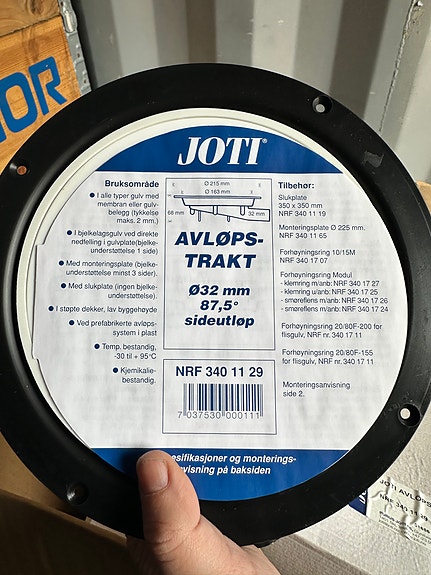 JOTI®
Bruksområde
● I alle typer gulv med
membran eller gulv-
belegg (tykkelse
maks. 2 mm.)
● I bjelkelagsgulv ved direkte
nedfelling i gulvplate(bjelke-
understøttelse 1 side)
● Med monteringsplate (bjelke-
understøttelse minst 3 sider).
● Med slukplate (ingen bjelke-
understøttelse).
● I støpte dekker, lav byggehøyde
● Ved prefabrikerte avløps-
system i plast
● Temp. bestandig.
-30 til + 95°C
● Kjemikalie-
bestandig.
Ø 215 mm
Ø 163 mm
68 mm
32 mm
AVLØPS-
TRAKT
Ø32 mm
87,5°
sideutløp
NRF 340 11 29
7 037530 000111
Tilbehør:
Slukplate
350 x 350 mm
NRF 340 11 19
Monteringsplate Ø 225 mm.
NRF 340 11 65
Forhøyningsring 10/15M
NRF 340 17 07
Forhøyningsring Modul
- klemring m/anb: NRF 340 17 27
- klemring u/anb: NRF 340 17 25
- smøreflens m/anb: NRF 340 17 26
- smøreflens u/anb: NRF 340 17 24
Forhøyningsring 20/80F-200 for
flisgulv, NRF nr. 340 17 11
Forhøyningsring 20/80F-155
for flisgulv, NRF nr. 340 17 11
Monteringsanvisning
side 2.
og monterings-
på baksiden
OR
JOTI AVLØPS
NRF 340 11 29